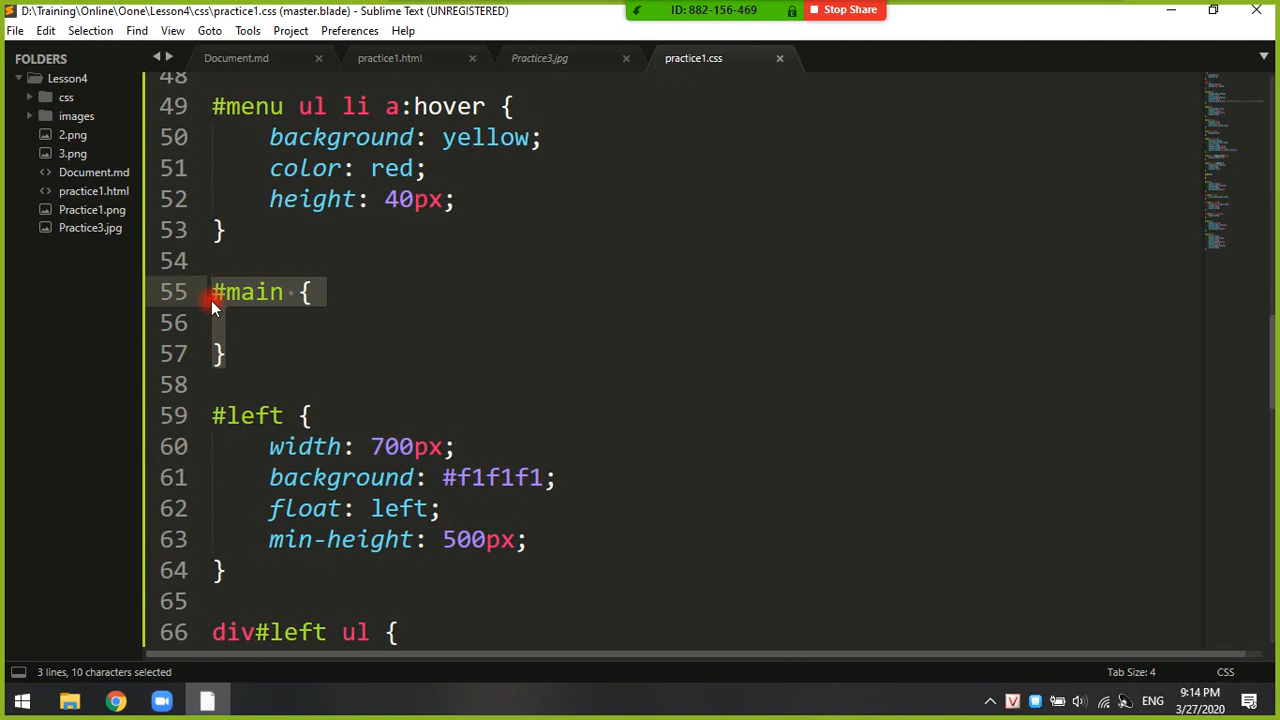 D:\Training\Online\Oone\Lesson4\css\practice1.css (master.blade) - Sublime Text (UNREGISTERED)
ID: 882-156-469
Stop Share
File Edit Selection Find View Goto Tools Project Preferences Help
FOLDERS
Lesson4
css
images
2.png
3.png
Document.md
practice1.html
Practice1.png
Practice3.jpg
Document.md
practice1.html
Practice3.jpg
practice1.css
48
49 #menu ul li a:hover {
50 background: yellow;
51 color: red;
52 height: 40px;
53 }
54
55 #main {
56
57 }
58
59 #left {
60 width: 700px;
61 background: #f1f1f1;
62 float: left;
63 min-height: 500px;
64 }
65
66 div#left ul {
3 lines, 10 characters selected
Tab Size: 4
CSS
ENG
9:14 PM
3/27/2020